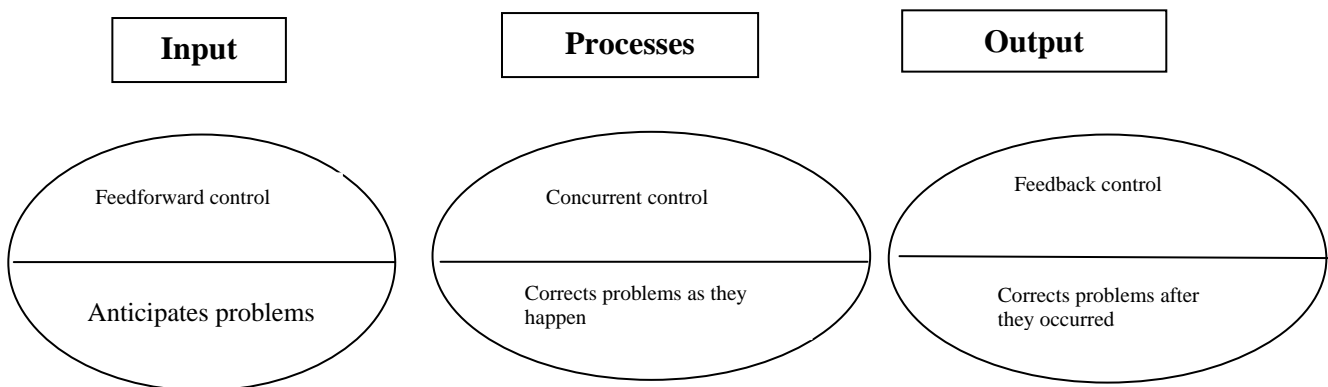 Input
Processes
Output
Feedforward control
Concurrent control
Feedback control
Anticipates problems
Corrects problems as they
happen
Corrects problems after
they occurred